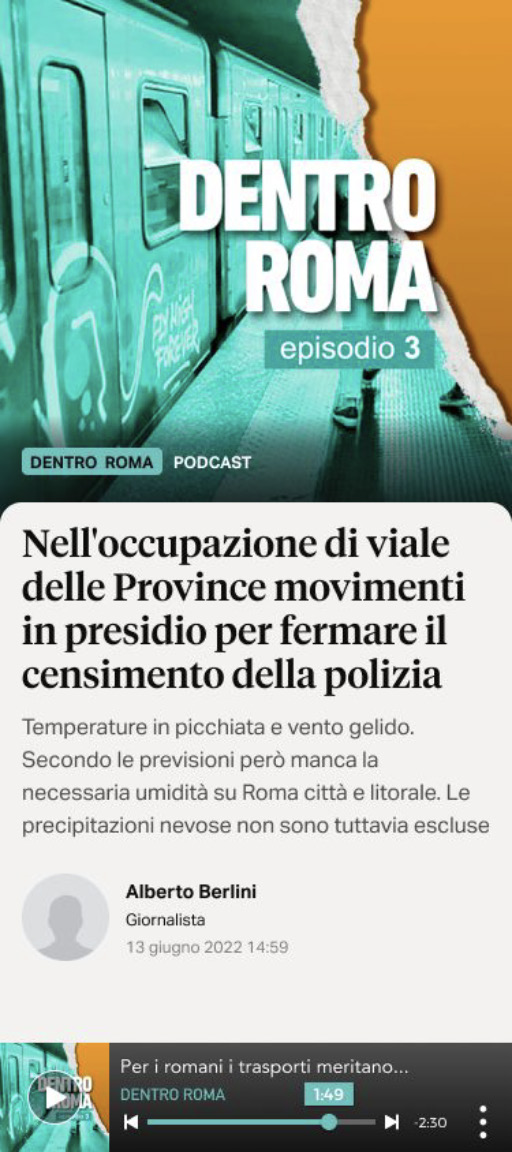 DENTRO
ROMA
episodio 3
FLY HIGH
FOREVER
DENTRO ROMA PODCAST
Nell'occupazione di viale
delle Province movimenti
in presidio per fermare il
censimento della polizia
Temperature in picchiata e vento gelido.
Secondo le previsioni però manca la
necessaria umidità su Roma città e litorale. Le
precipitazioni nevose non sono tuttavia escluse
Alberto Berlini
Giornalista
13 giugno 2022 14:59
DENTRO
ROMA
Per i romani i trasporti meritano...
DENTRO ROMA
1:49
-2:30